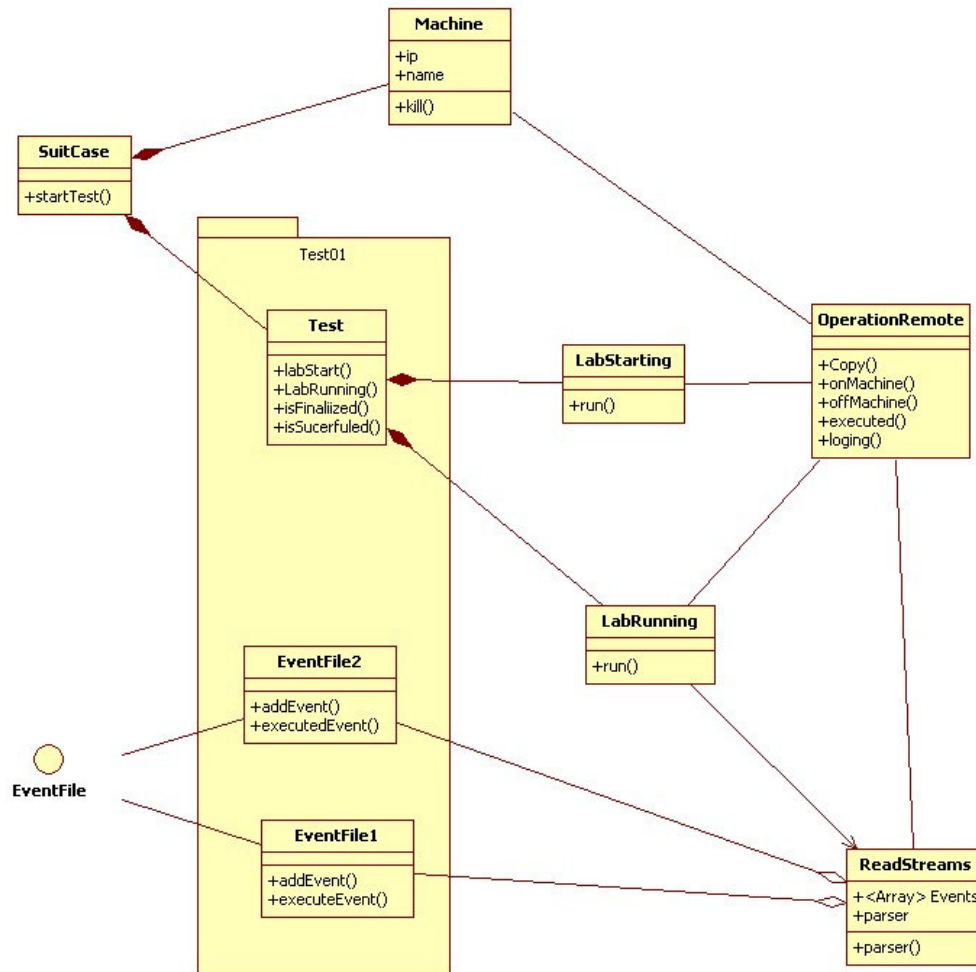 Machine
+ip
+name
+kill()
SuitCase
+startTest()
Test01
Test
+labStart()
+LabRunning()
+isFinaliized()
+isSucerfuled()
LabStarting
+run()
OperationRemote
+Copy()
+onMachine()
+offMachine()
+executed()
+loging()
LabRunning
+run()
EventFile2
+addEvent()
+executedEvent()
EventFile
EventFile1
+addEvent()
+executeEvent()
ReadStreams
+<Array> Events
+parser
+parser()